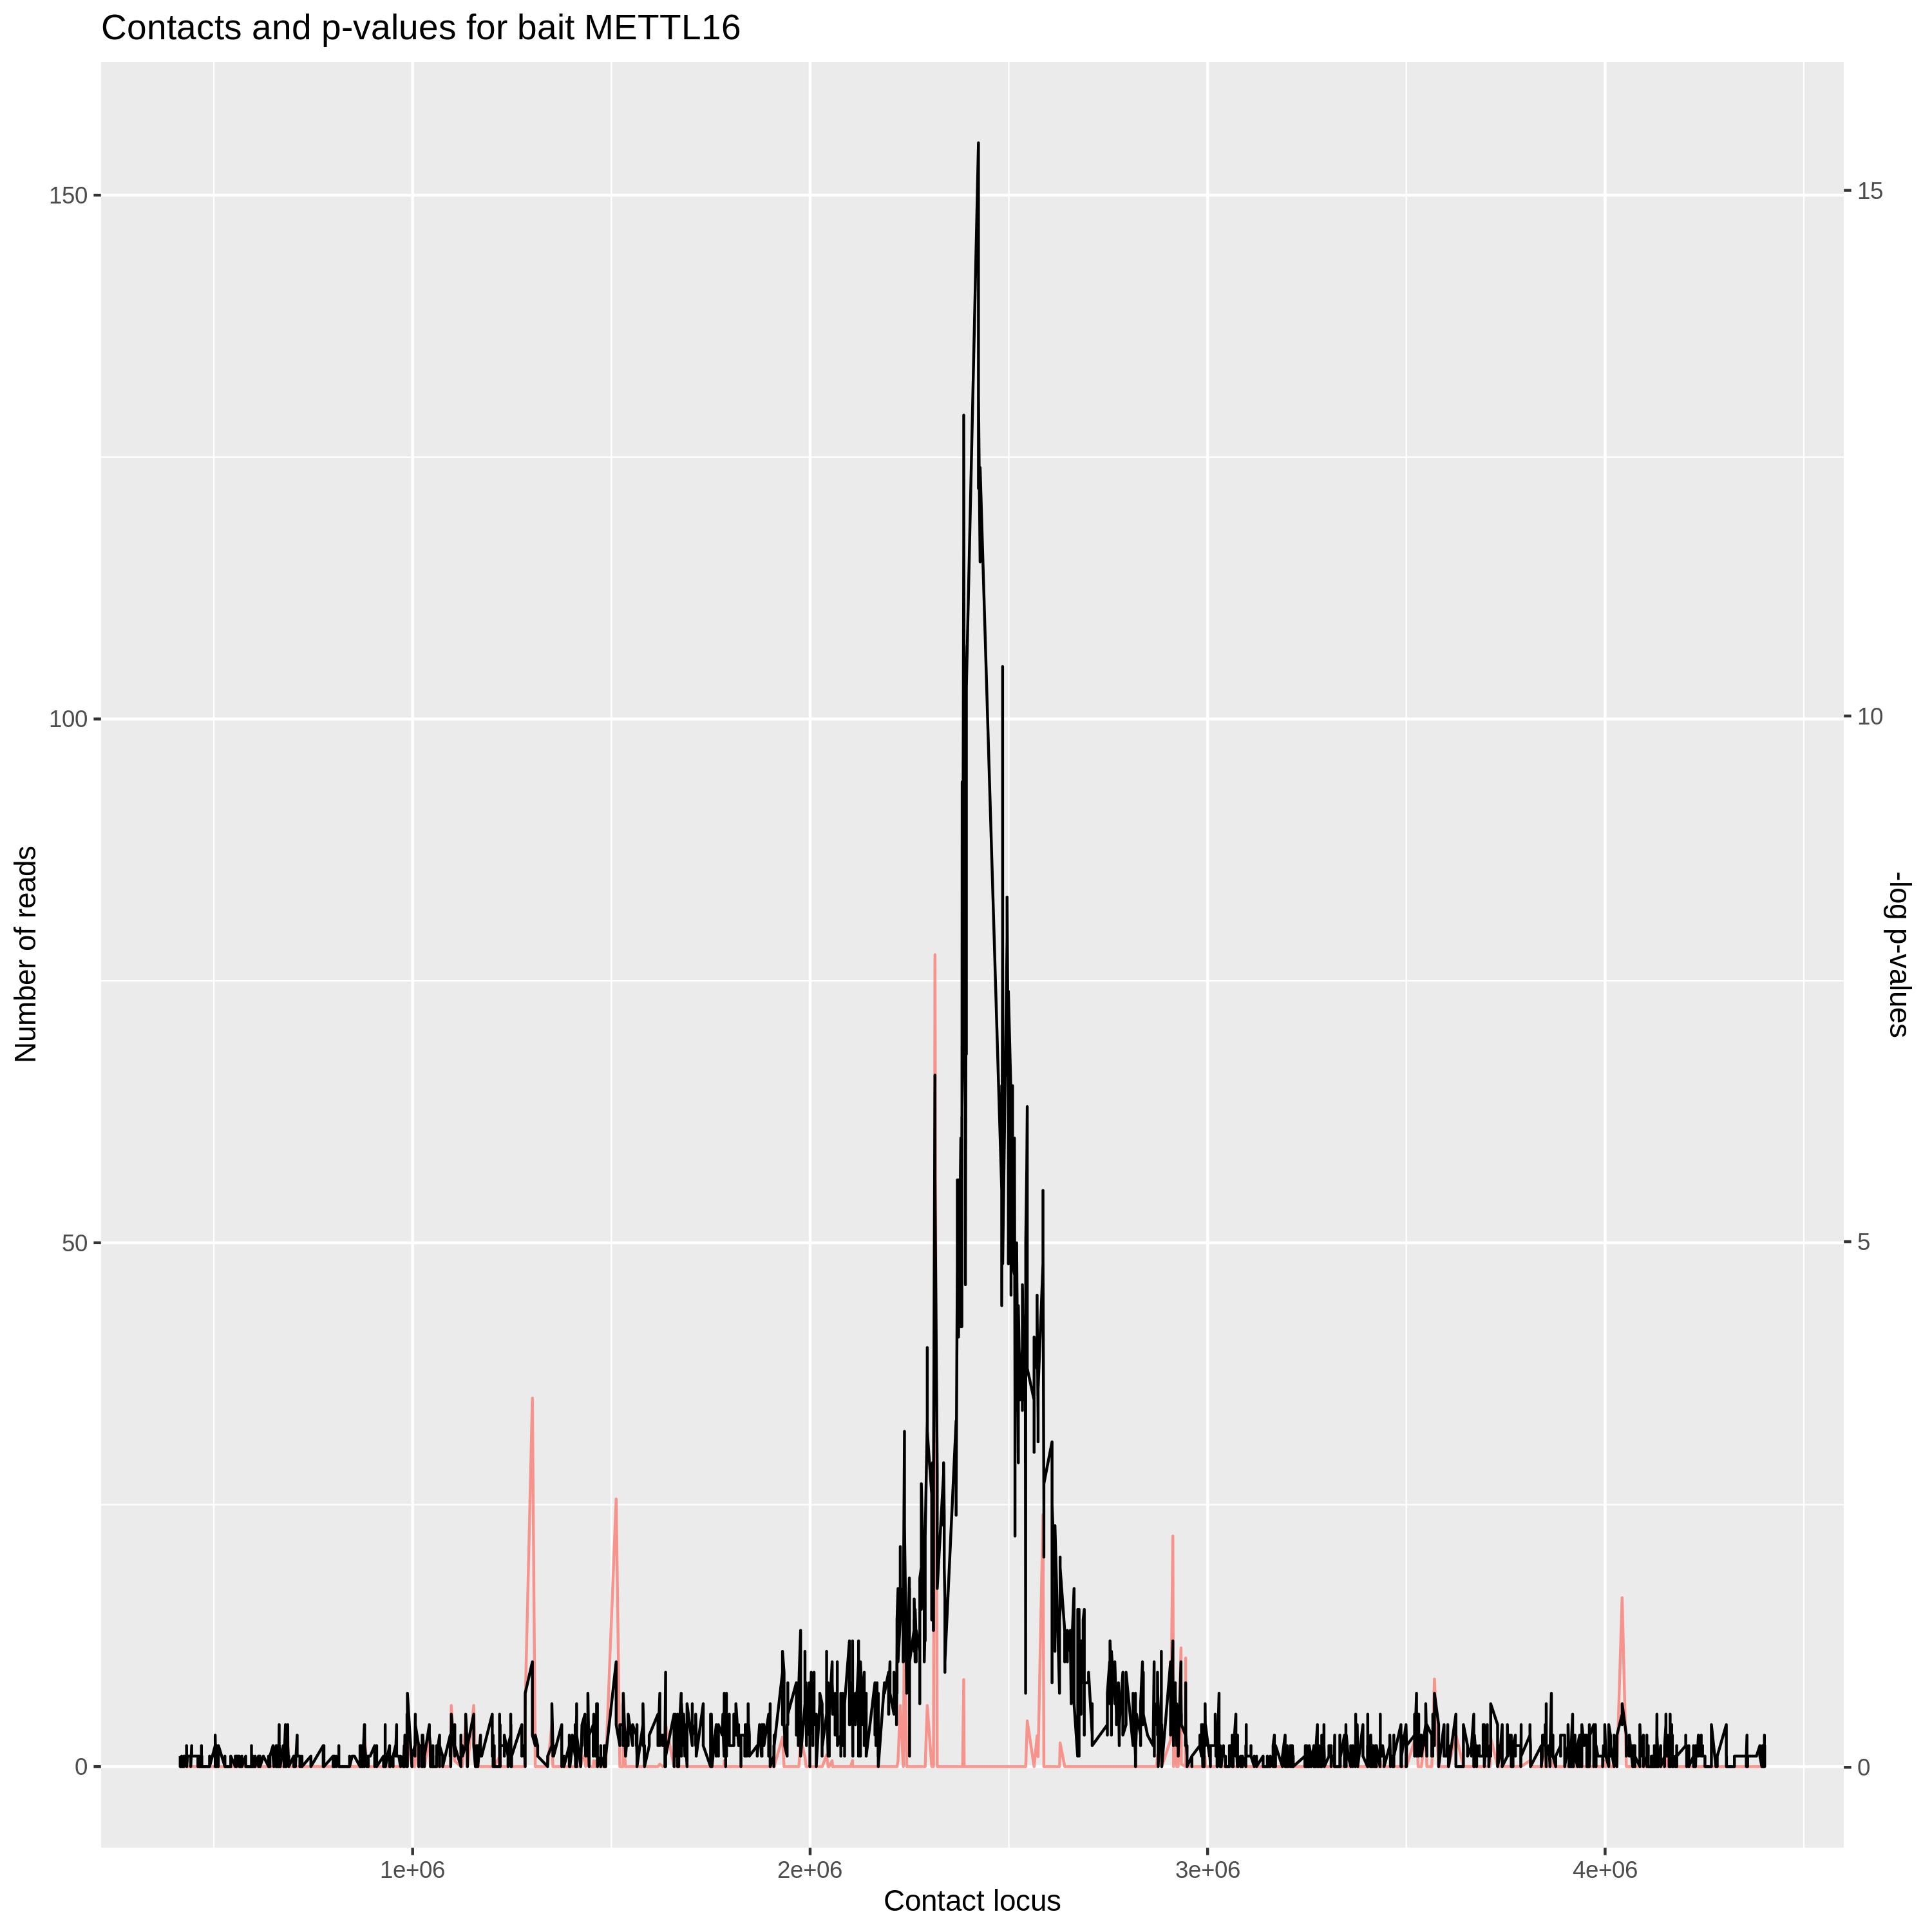 Contacts and p-values for bait METTL16
150
100
50
0
Number of reads
15
10
5
0
-log p-values
1e+06
2e+06
3e+06
4e+06
Contact locus